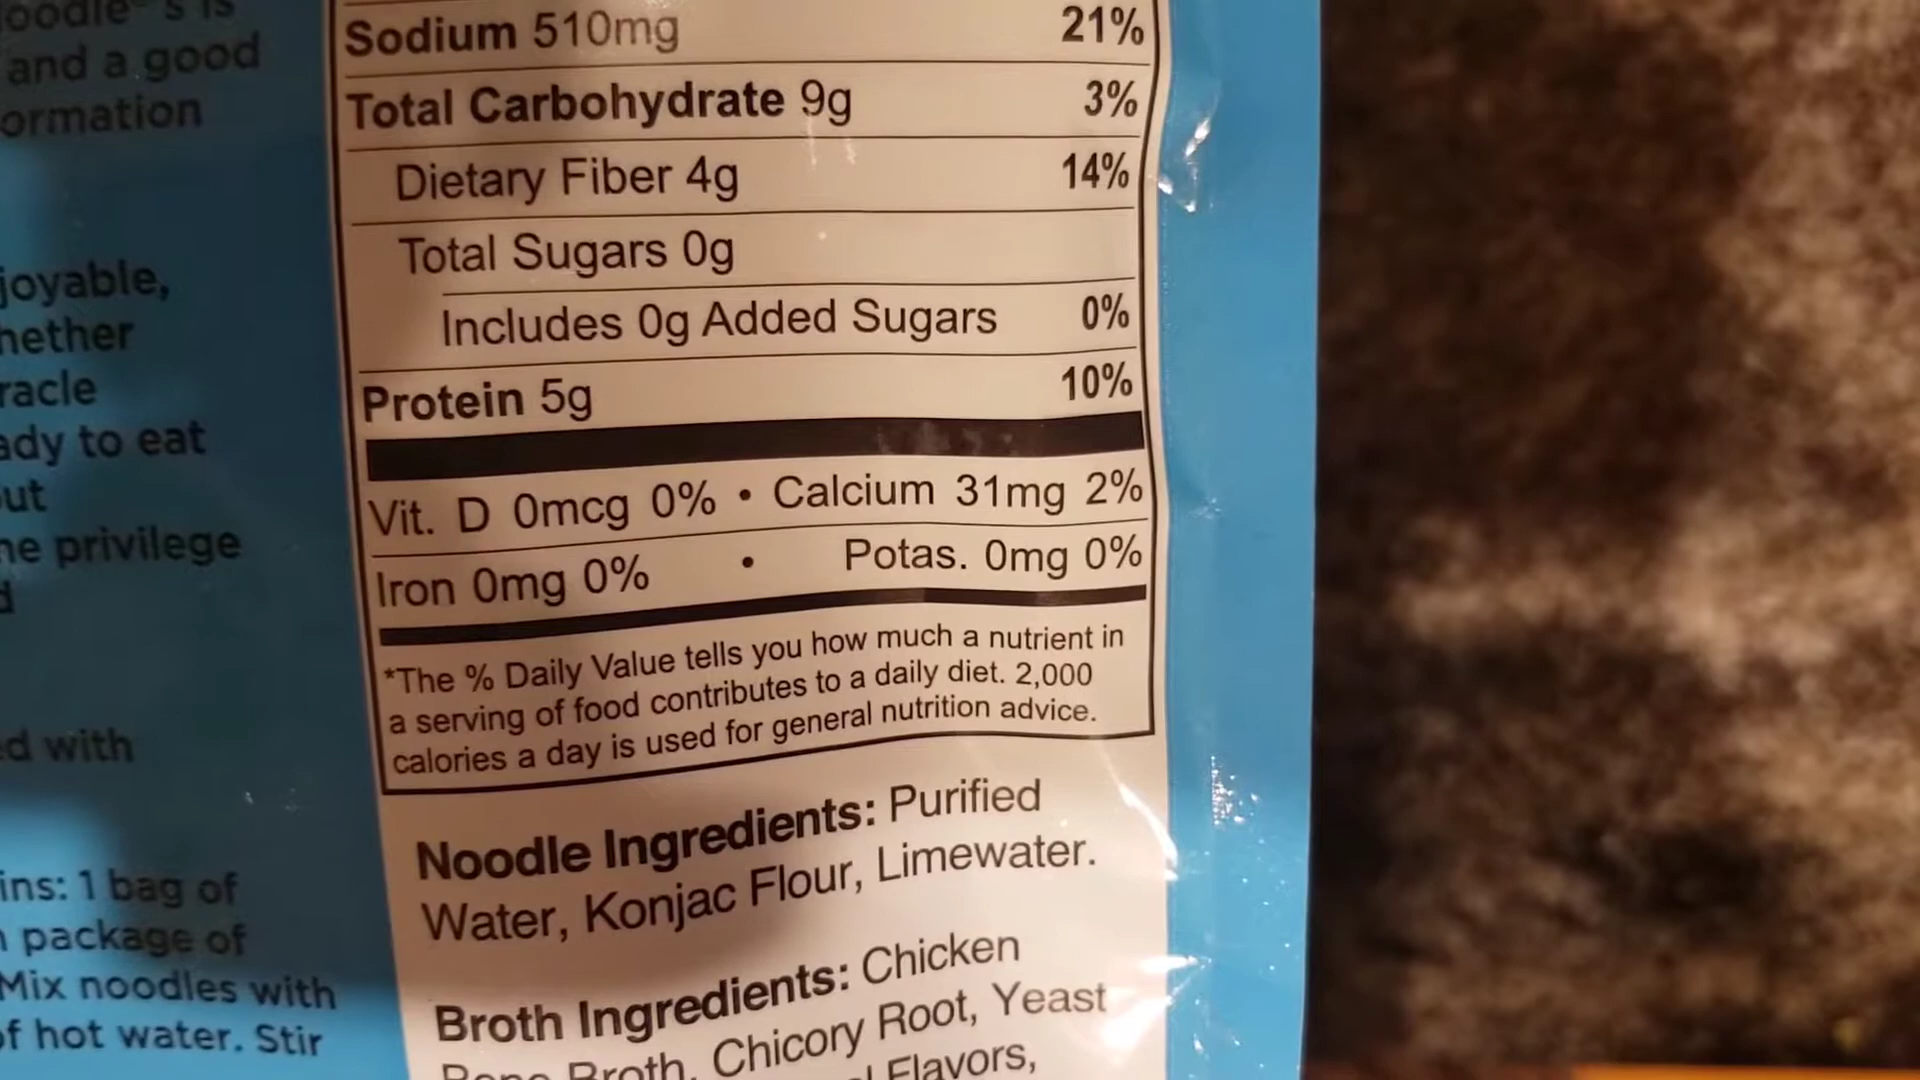 and a good
joyable,
ady to eat
privilege
with
ins: 1 bag of
package of
Mix noodles with
of hot water. Stir
Sodium 510mg 21%
Total Carbohydrate 9g 3%
Dietary Fiber 4g 14%
Total Sugars 0g
Includes 0g Added Sugars 0%
Protein 5g 10%
Vit. D 0mcg 0% • Calcium 31mg 2%
Iron 0mg 0% • Potas. 0mg 0%
*The % Daily Value tells you how much a nutrient in
a serving of food contributes to a daily diet. 2,000
calories a day is used for general nutrition advice.
Noodle Ingredients: Purified
Water, Konjac Flour, Limewater.
Broth Ingredients: Chicken
Broth, Chicory Root, Yeast
Flavors,